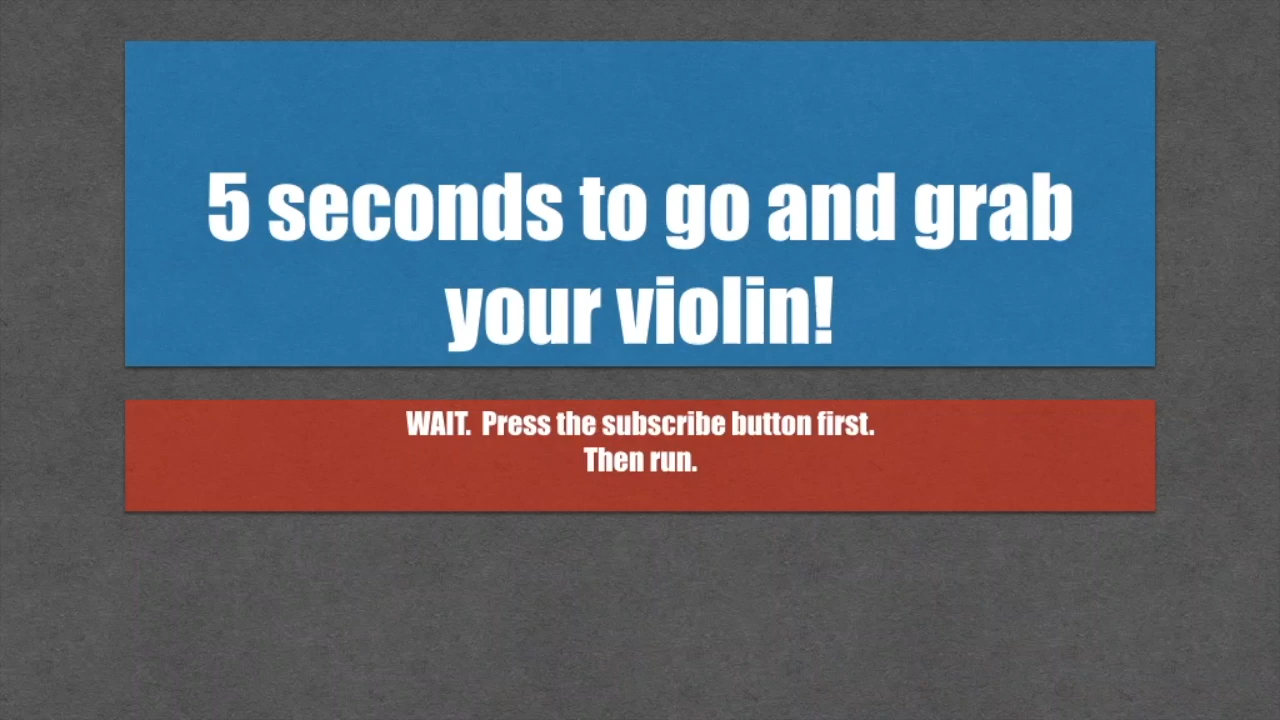 5 seconds to go and grab
your violin!
WAIT.  Press the subscribe button first.
Then run.